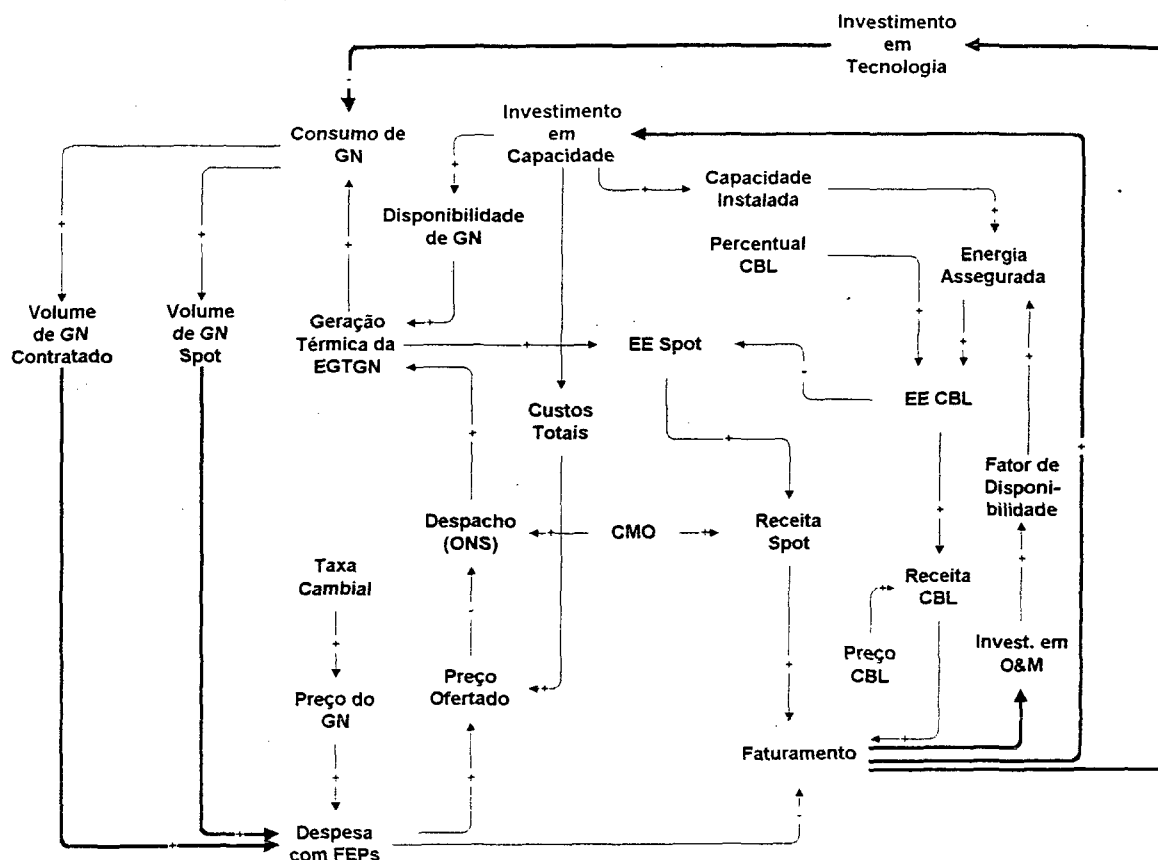 Investimento
em
Tecnologia
Consumo de
GN
Investimento
em
Capacidade
Capacidade
Instalada
Disponibilidade
de GN
Percentual
CBL
Energia
Assegurada
Volume
de GN
Contratado
Volume
de GN
Spot
Geração
Térmica da
EGTGN
EE Spot
EE CBL
Custos
Totais
Fator de
Disponi-
bilidade
Despacho
(ONS)
CMO
Receita
Spot
Taxa
Cambial
Receita
CBL
Preço
CBL
Invest. em
O&M
Preço
Ofertado
Preço do
GN
Faturamento
Despesa
com FEPs